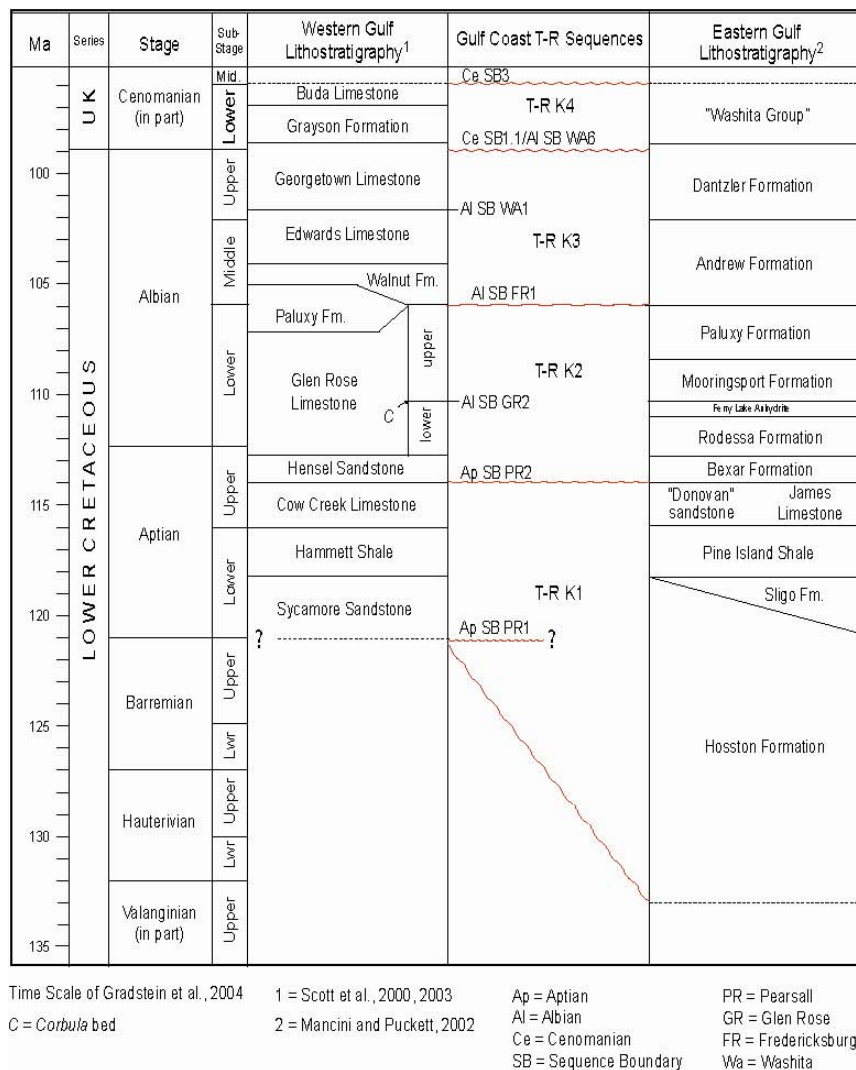 Ma
Series
Stage
Sub-
Stage
Western Gulf
Lithostratigraphy1
Gulf Coast T-R Sequences
Eastern Gulf
Lithostratigraphy2
100
105
110
115
120
125
130
135
UK
LOWER CRETACEOUS
Cenomanian
(in part)
Albian
Aptian
Barremian
Hauterivian
Valanginian
(in part)
Mid.
Lower
Upper
Middle
Lower
Upper
Lower
Upper
Lwr
Upper
Lwr
Upper
Buda Limestone
Grayson Formation
Georgetown Limestone
Edwards Limestone
Walnut Fm.
Paluxy Fm.
Glen Rose
Limestone
upper
C
lower
Hensel Sandstone
Cow Creek Limestone
Hammett Shale
Sycamore Sandstone
?
Ce SB3
T-R K4
Ce SB1.1/Al SB WA6
Al SB WA1
T-R K3
Al SB FR1
T-R K2
Al SB GR2
Ap SB PR2
T-R K1
Ap SB PR1
?
"Washita Group"
Dantzler Formation
Andrew Formation
Paluxy Formation
Mooringsport Formation
Ferry Lake Anhydrite
Rodessa Formation
Bexar Formation
"Donovan"
sandstone
James
Limestone
Pine Island Shale
Sligo Fm.
Hosston Formation
Time Scale of Gradstein et al., 2004
C = Corbula bed
1 = Scott et al., 2000, 2003
2 = Mancini and Puckett, 2002
Ap = Aptian
Al = Albian
Ce = Cenomanian
SB = Sequence Boundary
PR = Pearsall
GR = Glen Rose
FR = Fredericksburg
Wa = Washita